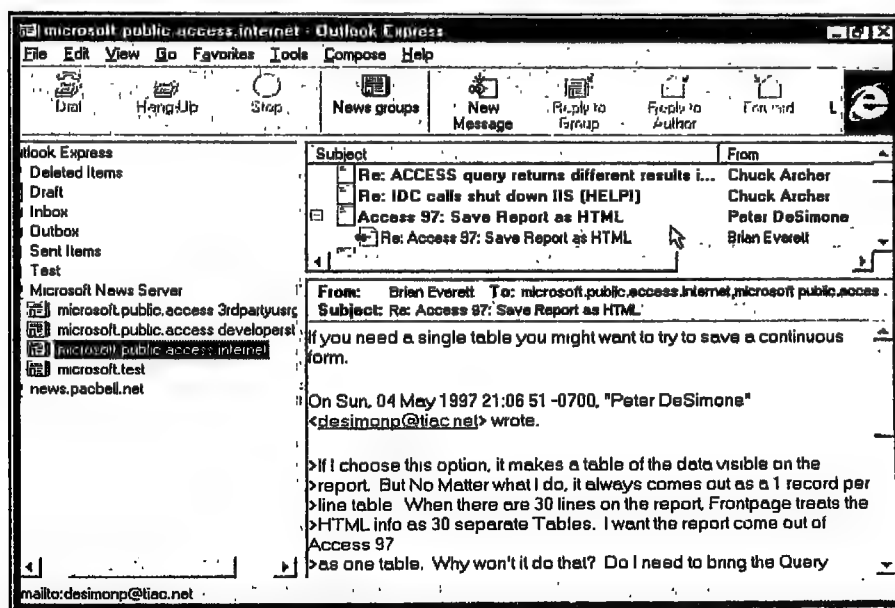 microsoft.public.access.internet - Outlook Express
File Edit View Go Favorites Tools Compose Help
Dial Hang-Up Stop News groups New Message Reply to Group Reply to Author Forward L
utlook Express
Deleted Items
Draft
Inbox
Outbox
Sent Items
Test
Microsoft News Server
microsoft.public.access 3rdpartyusrg
microsoft.public.access developerst
microsoft public access internet
microsoft.test
news.pacbell.net
Subject From
Re: ACCESS query returns different results i... Chuck Archer
Re: IDC calls shut down IIS (HELP!) Chuck Archer
Access 97: Save Report as HTML Peter DeSimone
Re: Access 97: Save Report as HTML Brian Everett
From: Brian Everett To: microsoft.public.access.internet,microsoft public,acces
Subject: Re: Access 97: Save Report as HTML
If you need a single table you might want to try to save a continuous
form.
On Sun, 04 May 1997 21:06 51 -0700, "Peter DeSimone"
<desimonp@tiac net> wrote.
>If I choose this option, it makes a table of the data visible on the
>report. But No Matter what I do, it always comes out as a 1 record per
>line table When there are 30 lines on the report, Frontpage treats the
>HTML info as 30 separate Tables. I want the report come out of
Access 97
>as one table. Why won't it do that? Do I need to bring the Query
mailto:desimonp@tiac.net